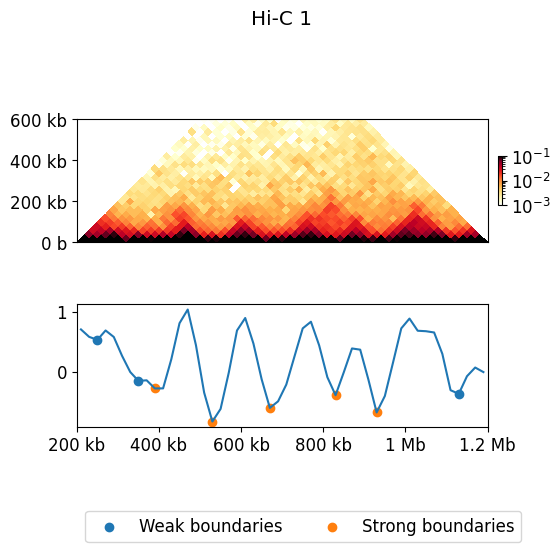 Hi-C 1
600 kb
400 kb
200 kb
0 b
10⁻¹
10⁻²
10⁻³
1
0
200 kb 400 kb 600 kb 800 kb 1 Mb 1.2 Mb
Weak boundaries Strong boundaries